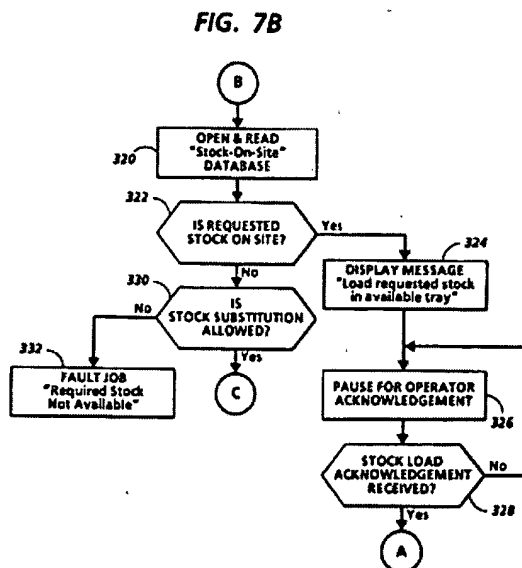 FIG. 7B
B
320
OPEN & READ
"Stock-On-Site"
DATABASE
322
IS REQUESTED
STOCK ON SITE?
Yes
324
No
DISPLAY MESSAGE
"Load requested stock
in available tray"
330
No
IS
STOCK SUBSTITUTION
ALLOWED?
Yes
332
FAULT JOB
"Required Stock
Not Available"
C
PAUSE FOR OPERATOR
ACKNOWLEDGEMENT
326
STOCK LOAD
ACKNOWLEDGEMENT
RECEIVED?
No
328
Yes
A